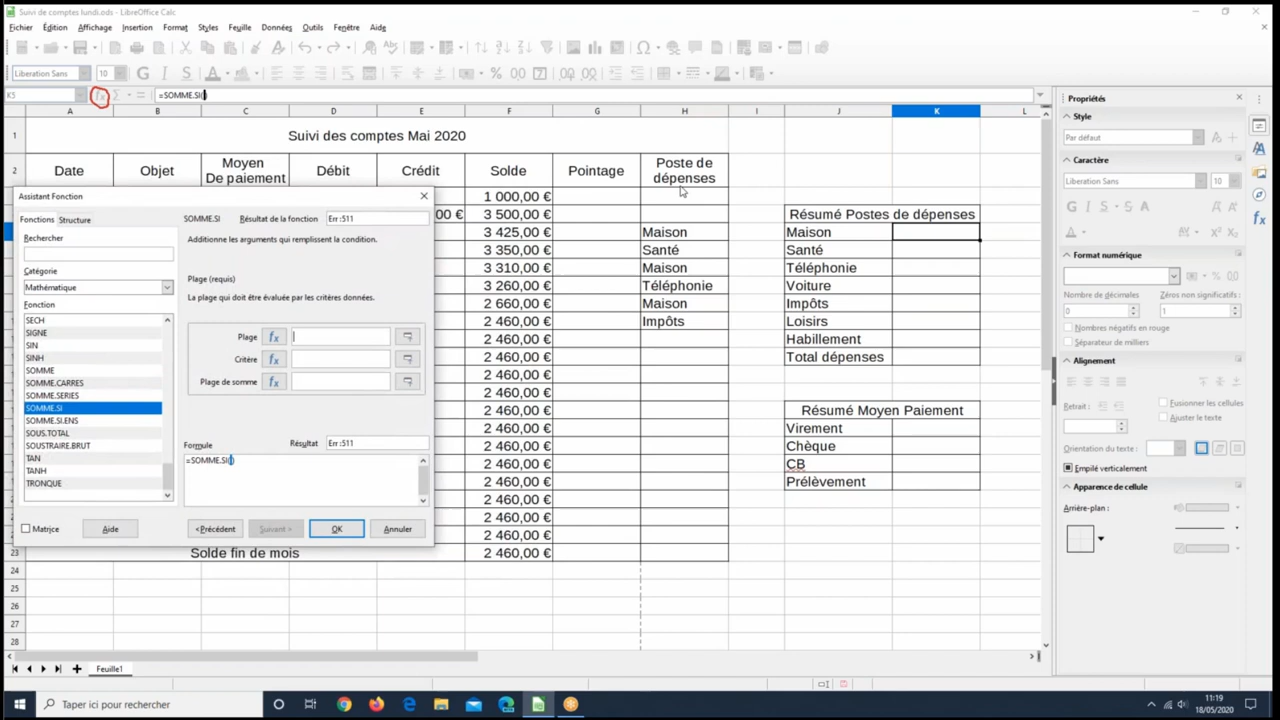 Suivi de comptes lundi.ods - LibreOffice Calc
Fichier Édition Affichage Insertion Format Styles Feuille Données Outils Fenêtre Aide
Liberation Sans 10
K5 =SOMME.SI()
A B C D E F G H I J K L
1 Suivi des comptes Mai 2020
2 Date Objet Moyen De paiement Débit Crédit Solde Pointage Poste de dépenses
1 000,00 €
00 € 3 500,00 € Résumé Postes de dépenses
3 425,00 € Maison Maison
3 350,00 € Santé Santé
3 310,00 € Maison Téléphonie
3 260,00 € Téléphonie Voiture
2 660,00 € Maison Impôts
2 460,00 € Impôts Loisirs
2 460,00 € Habillement
2 460,00 € Total dépenses
2 460,00 €
2 460,00 €
2 460,00 € Résumé Moyen Paiement
2 460,00 € Virement
2 460,00 € Chèque
2 460,00 € CB
2 460,00 € Prélèvement
2 460,00 €
2 460,00 €
2 460,00 €
23 Solde fin de mois 2 460,00 €
24
25
26
27
28
Assistant Fonction
Fonctions Structure
Rechercher
Catégorie
Mathématique
Fonction
SECH
SIGNE
SIN
SINH
SOMME
SOMME.CARRES
SOMME.SERIES
SOMME.SI
SOMME.SI.ENS
SOUS.TOTAL
SOUSTRAIRE.BRUT
TAN
TANH
TRONQUE
SOMME.SI Résultat de la fonction Err :511
Additionne les arguments qui remplissent la condition.
Plage (requis)
La plage qui doit être évaluée par les critères données.
Plage
Critère
Plage de somme
Formule Résultat Err :511
=SOMME.SI()
Matrice Aide <Précédent Suivant > OK Annuler
Propriétés
Style
Par défaut
Caractère
Liberation Sans 10
Format numérique
Nombre de décimales Zéros non significatifs :
0 1
Nombres négatifs en rouge
Séparateur de milliers
Alignement
Retrait : Fusionner les cellules
Ajuster le texte
Orientation du texte :
Empilé verticalement
Apparence de cellule
Arrière-plan :
Feuille1
Taper ici pour rechercher
11:19
18/05/2020